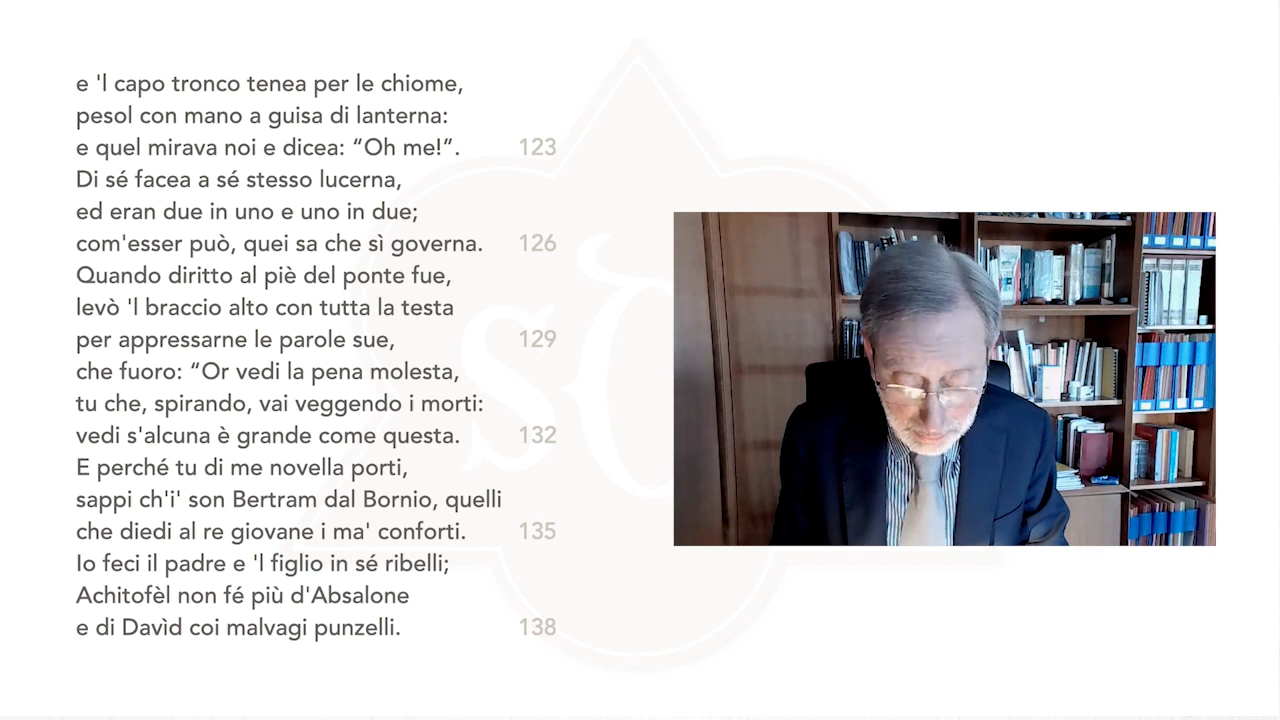 e 'l capo tronco tenea per le chiome,
pesol con mano a guisa di lanterna:
e quel mirava noi e dicea: “Oh me!”. 123
Di sé facea a sé stesso lucerna,
ed eran due in uno e uno in due;
com'esser può, quei sa che sì governa. 126
Quando diritto al piè del ponte fue,
levò 'l braccio alto con tutta la testa
per appressarne le parole sue, 129
che fuoro: “Or vedi la pena molesta,
tu che, spirando, vai veggendo i morti:
vedi s'alcuna è grande come questa. 132
E perché tu di me novella porti,
sappi ch'i' son Bertram dal Bornio, quelli
che diedi al re giovane i ma' conforti. 135
Io feci il padre e 'l figlio in sé ribelli;
Achitofèl non fé più d'Absalone
e di Davìd coi malvagi punzelli. 138